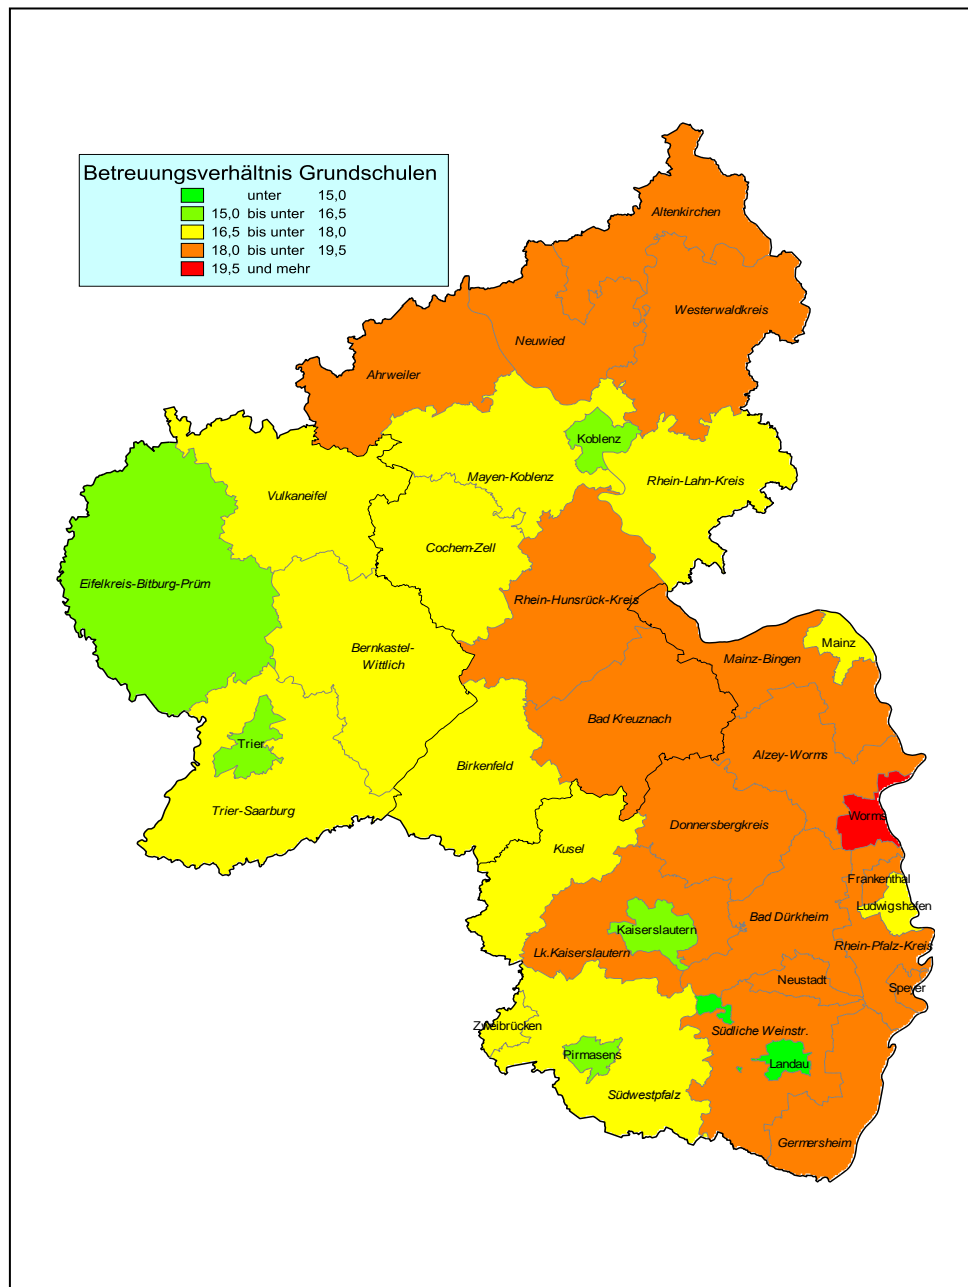 Betreuungsverhältnis Grundschulen
unter 15,0
15,0 bis unter 16,5
16,5 bis unter 18,0
18,0 bis unter 19,5
19,5 und mehr
Altenkirchen
Westerwaldkreis
Neuwied
Ahrweiler
Koblenz
Mayen-Koblenz
Rhein-Lahn-Kreis
Vulkaneifel
Cochem-Zell
Eifelkreis-Bitburg-Prüm
Rhein-Hunsrück-Kreis
Mainz
Bernkastel-
Wittlich
Mainz-Bingen
Bad Kreuznach
Trier
Alzey-Worms
Birkenfeld
Trier-Saarburg
Worms
Donnersbergkreis
Kusel
Frankenthal
Ludwigshafen
Bad Dürkheim
Kaiserslautern
Rhein-Pfalz-Kreis
Lk.Kaiserslautern
Neustadt
Speyer
Zweibrücken
Südliche Weinstr.
Pirmasens
Landau
Südwestpfalz
Germersheim